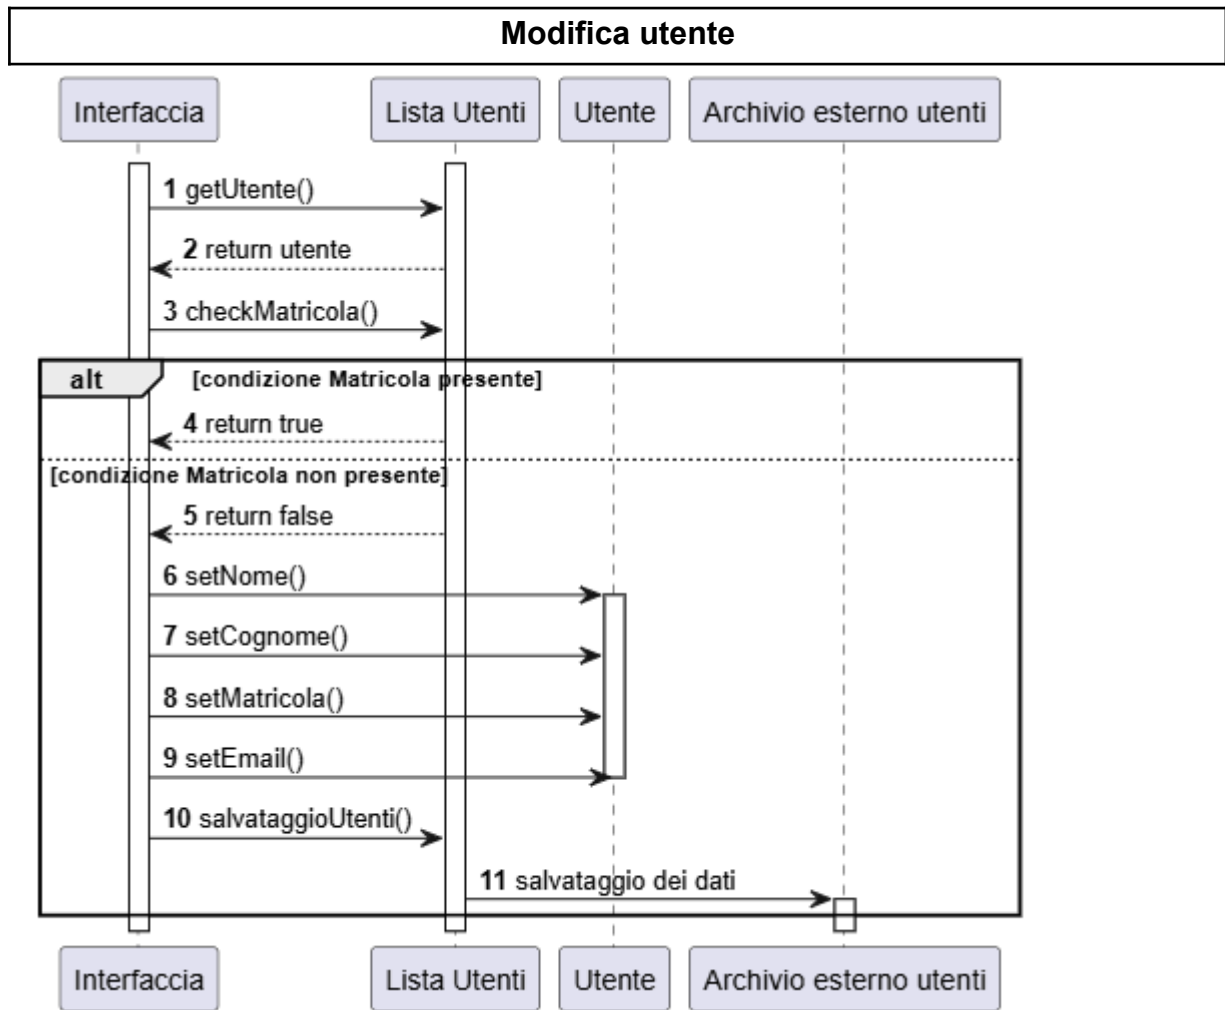 Modifica utente
Interfaccia Lista Utenti Utente Archivio esterno utenti
1 getUtente()
2 return utente
3 checkMatricola()
alt [condizione Matricola presente]
4 return true
[condizione Matricola non presente]
5 return false
6 setNome()
7 setCognome()
8 setMatricola()
9 setEmail()
10 salvataggioUtenti()
11 salvataggio dei dati
Interfaccia Lista Utenti Utente Archivio esterno utenti